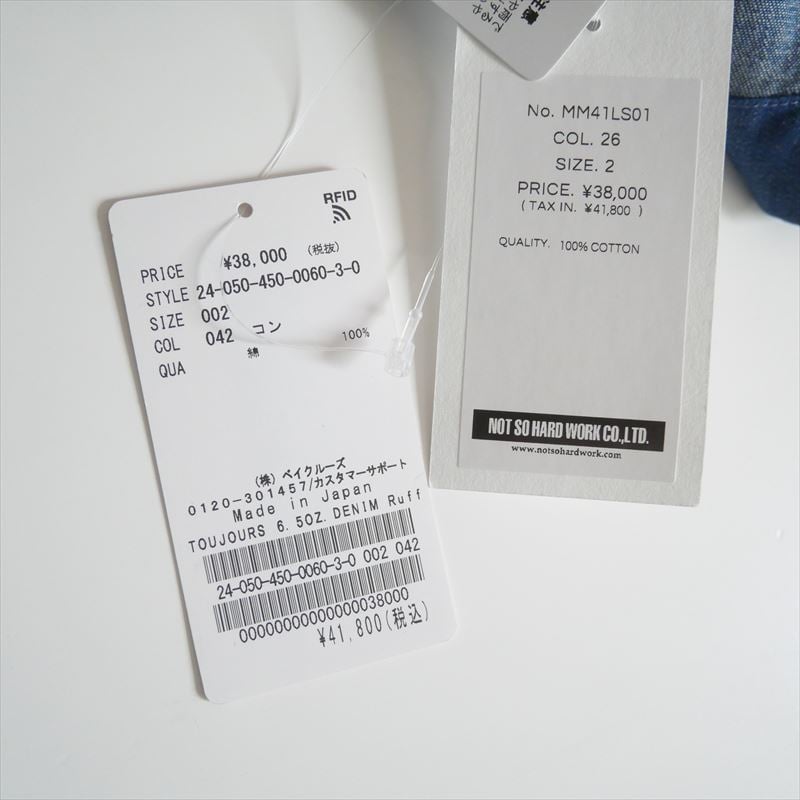 注意
RFID
PRICE ¥38,000 (税抜)
STYLE 24-050-450-0060-3-0
SIZE 002
COL 042 コン
QUA 綿 100%
(株)ベイクルーズ
0120-301457/カスタマーサポート
Made in Japan
TOUJOURS 6.5OZ. DENIM Ruff
24-050-450-0060-3-0 002 042
00000000000000038000
¥41,800(税込)
No. MM41LS01
COL. 26
SIZE. 2
PRICE. ¥38,000
( TAX IN. ¥41,800 )
QUALITY. 100% COTTON
NOT SO HARD WORK CO.,LTD.
www.notsohardwork.com